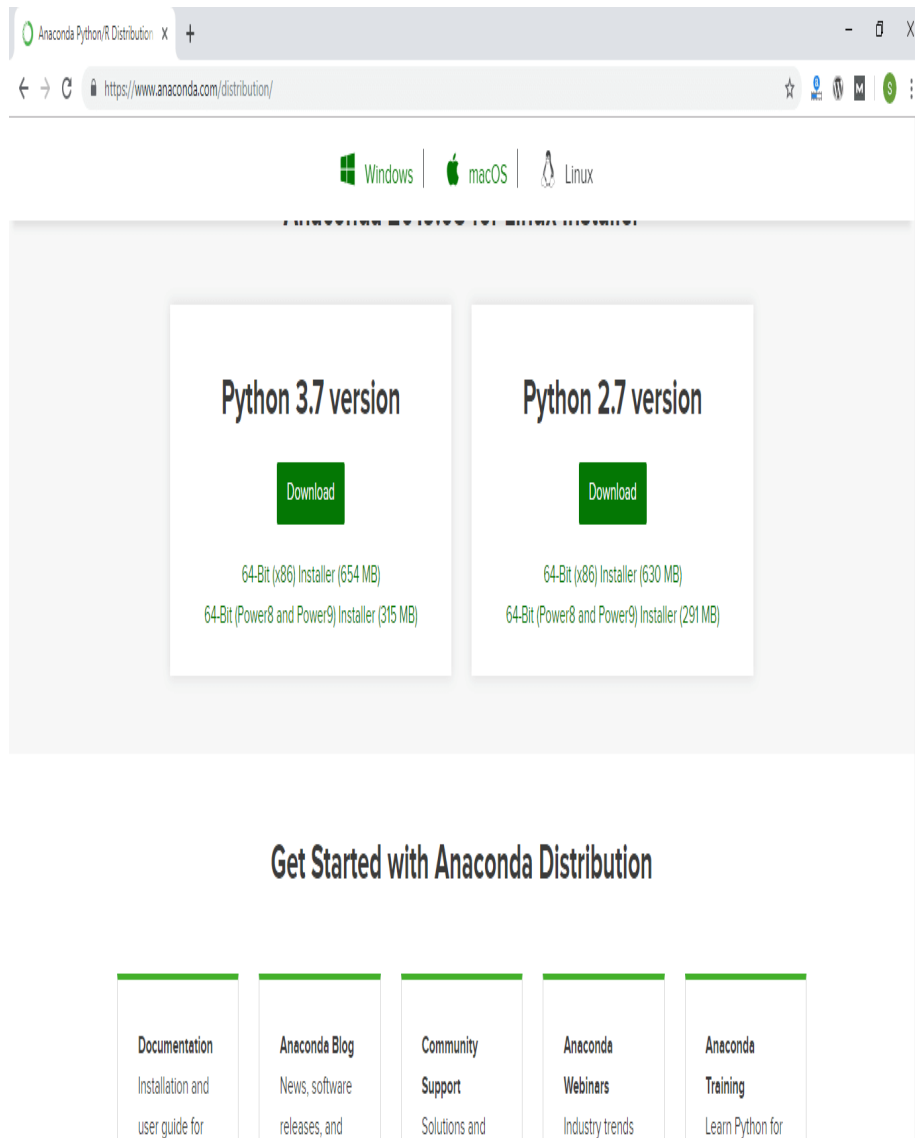 Anaconda Python/R Distribution
https://www.anaconda.com/distribution/
Windows macOS Linux
for Linux Installer
Python 3.7 version
Download
64-Bit (x86) Installer (654 MB)
64-Bit (Power8 and Power9) Installer (315 MB)
Python 2.7 version
Download
64-Bit (x86) Installer (630 MB)
64-Bit (Power8 and Power9) Installer (291 MB)
Get Started with Anaconda Distribution
Documentation
Installation and
user guide for
Anaconda Blog
News, software
releases, and
Community
Support
Solutions and
Anaconda
Webinars
Industry trends
Anaconda
Training
Learn Python for